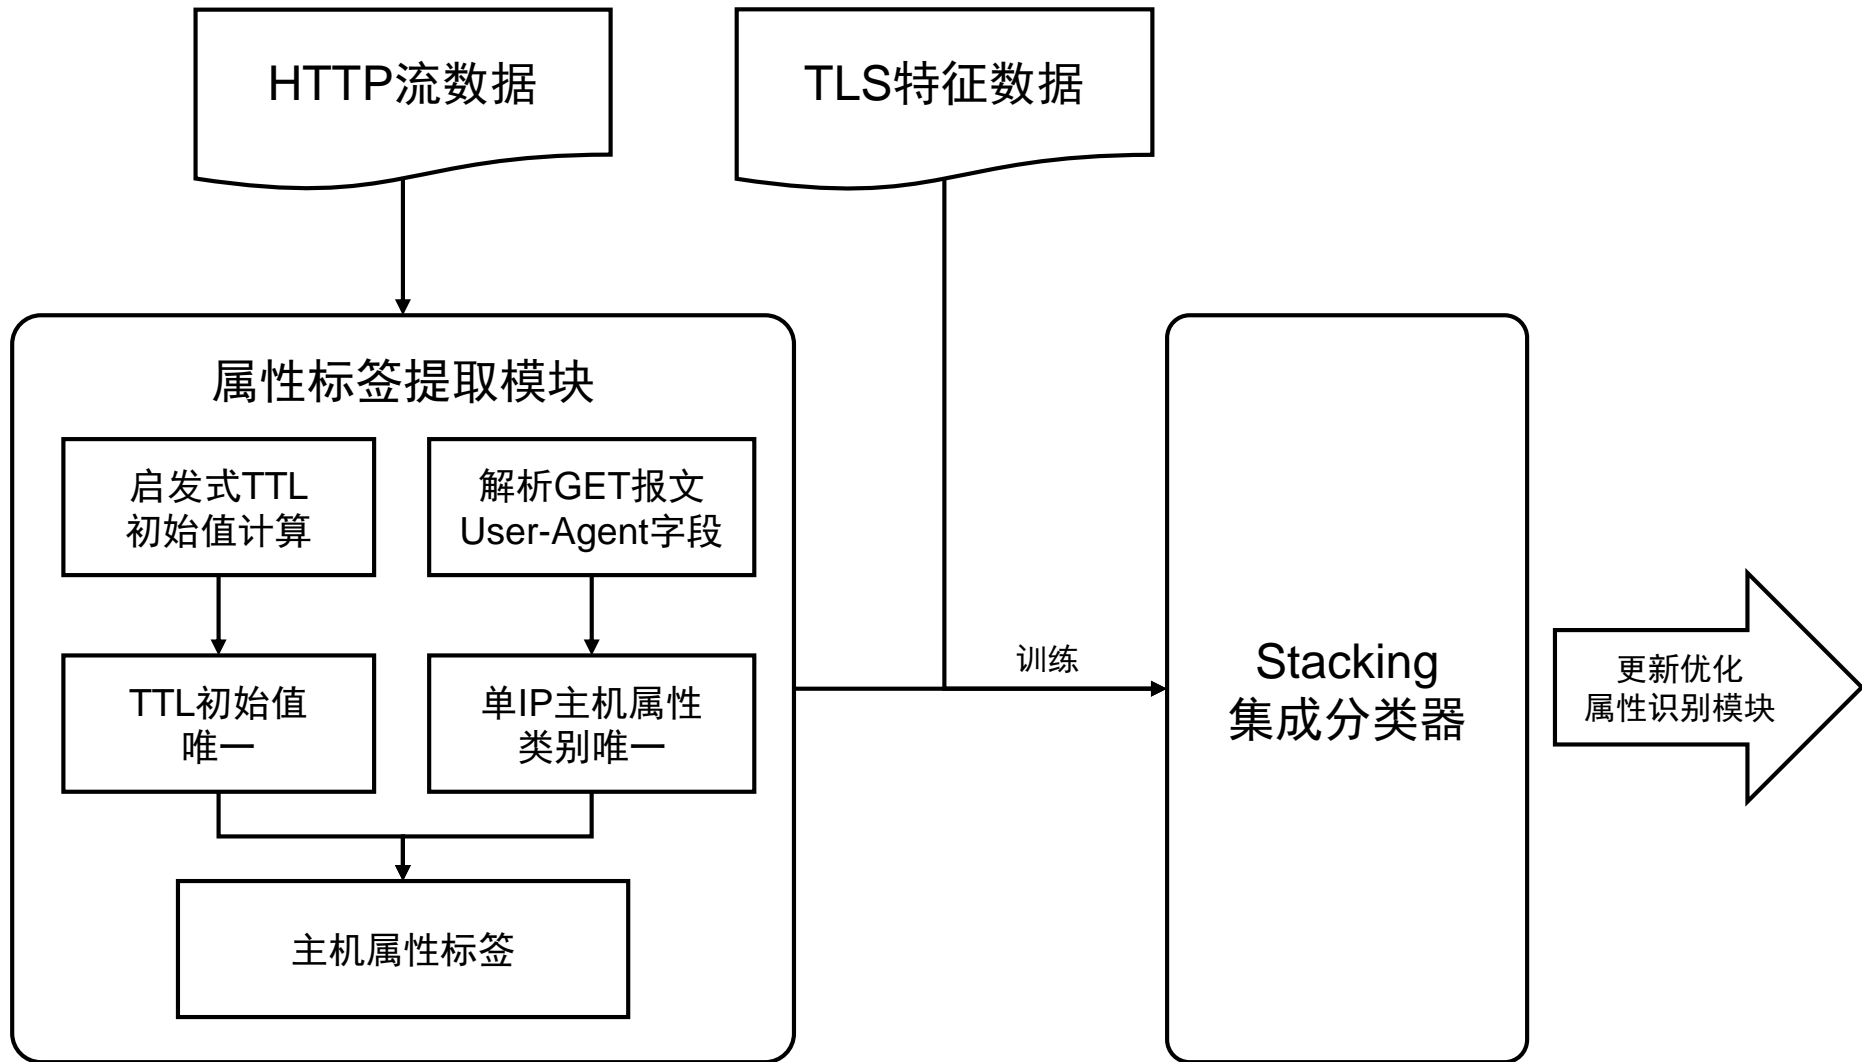 HTTP流数据
TLS特征数据
属性标签提取模块
启发式TTL
初始值计算
解析GET报文
User-Agent字段
TTL初始值
唯一
单IP主机属性
类别唯一
主机属性标签
训练
Stacking
集成分类器
更新优化
属性识别模块